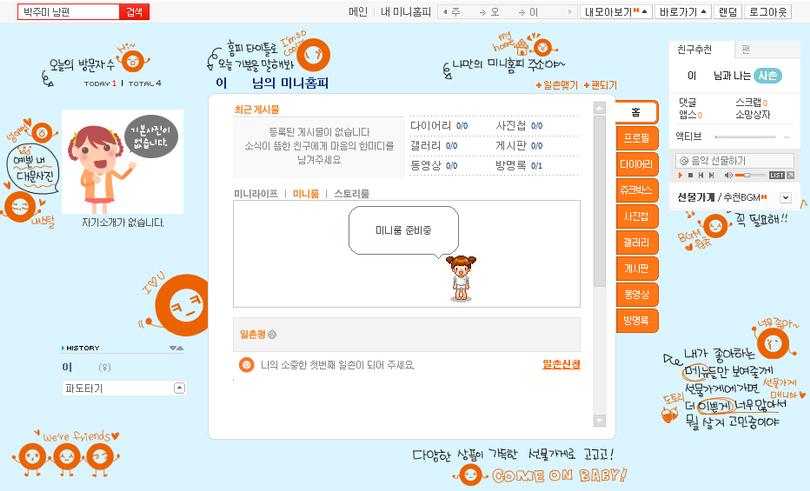 박주미 남편 검색
메인 | 내 미니홈피 주 → 오 → 이 내모아보기 N 바로가기 랜덤 로그아웃
오늘의 방문자 수 Hi~
TODAY 1 | TOTAL 4
홈피 타이틀로
오늘 기분을 말해봐
I'm so cool~
my home
나만의 미니홈피 주소야~
이 님의 미니홈피
+일촌맺기 +팬되기
친구추천 팬
이 님과 나는 사촌
댓글 스크랩 0
앱스 0 소망상자
액티브
음악 선물하기
LIST
선물가게 / 추천BGM N
꼭 필요해!!
BGM
예쁜 내
대문사진
내스탈
기본사진이
없습니다.
자기소개가 없습니다.
I ♡ U
HISTORY
이 (우)
파도타기
we're friends
최근 게시물
등록된 게시물이 없습니다
소식이 뜸한 친구에게 마음의 한마디를
남겨주세요
다이어리 0/0 사진첩 0/0
갤러리 0/0 게시판 0/0
동영상 0/0 방명록 0/1
미니라이프 | 미니룸 | 스토리룸
미니룸 준비중
일촌평
나의 소중한 첫번째 일촌이 되어 주세요. 일촌신청
홈
프로필
다이어리
쥬크박스
사진첩
갤러리
게시판
동영상
방명록
너무 좋아~
내가 좋아하는
메뉴들만 보여줄게
선물가게에가면
더 이쁜게 너무 많아서
뭘 살지 고민중이야
선물가게
매니아
도토리
다양한 상품이 가득한 선물가게로 고고고!
COME ON BABY!